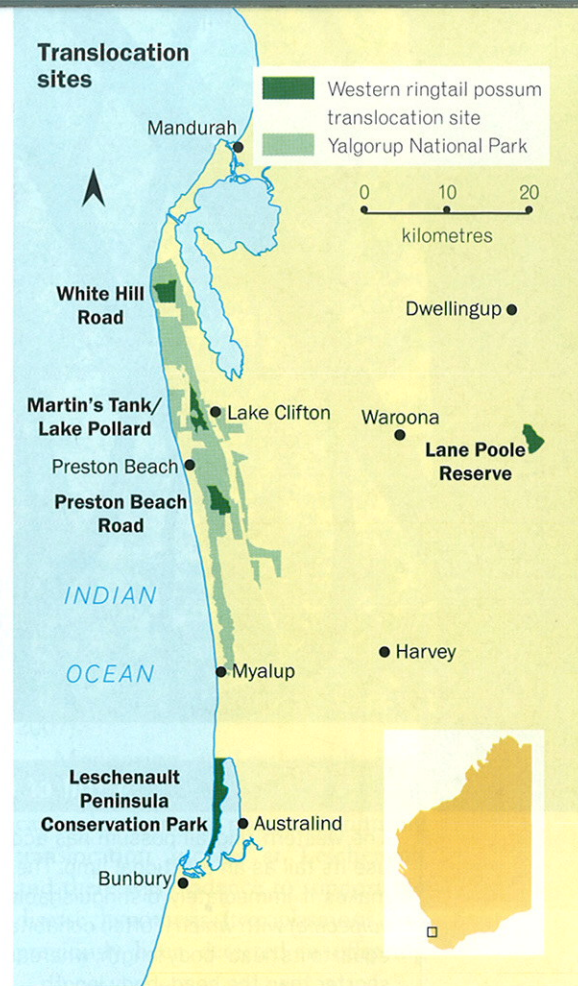 Translocation
sites
Western ringtail possum
translocation site
Yalgorup National Park
Mandurah
0 10 20
kilometres
White Hill
Road
Dwellingup
Martin's Tank/
Lake Pollard
Lake Clifton
Waroona
Lane Poole
Reserve
Preston Beach
Preston Beach
Road
INDIAN
OCEAN
Harvey
Myalup
Leschenault
Peninsula
Conservation Park
Australind
Bunbury